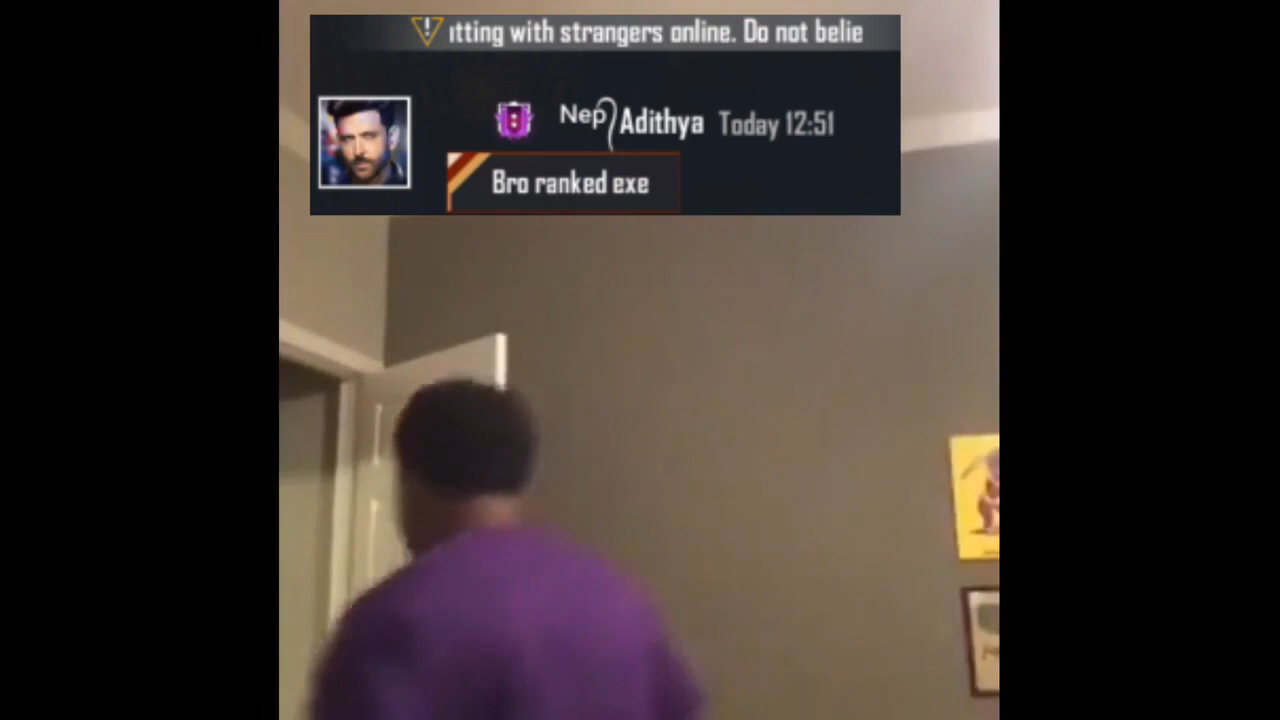 itting with strangers online. Do not belie
Nep Adithya Today 12:51
Bro ranked exe